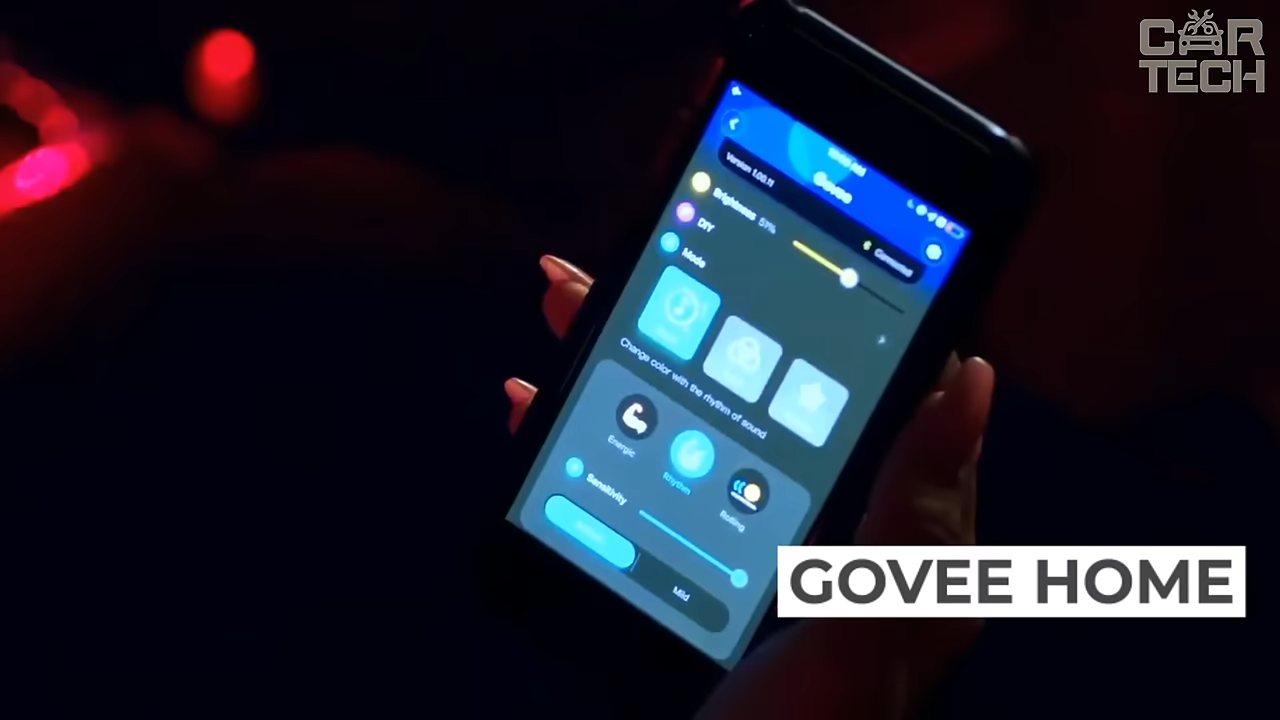 CAR
TECH
Govee
Version 1.00.11
Connected
Brightness 51%
DIY
Mode
Change color with the rhythm of sound
Energic
Rhythm
Rolling
Sensitivity
Mild
GOVEE HOME